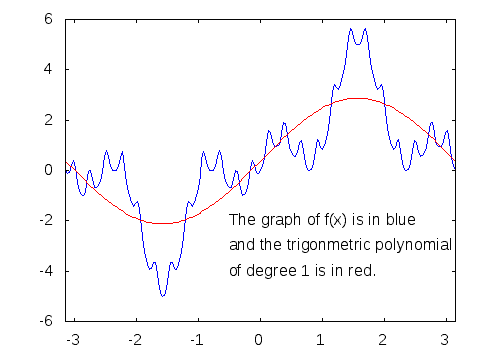 6
4
2
0
-2
-4
-6
The graph of f(x) is in blue
and the trigonmetric polynomial
of degree 1 is in red.
-3 -2 -1 0 1 2 3